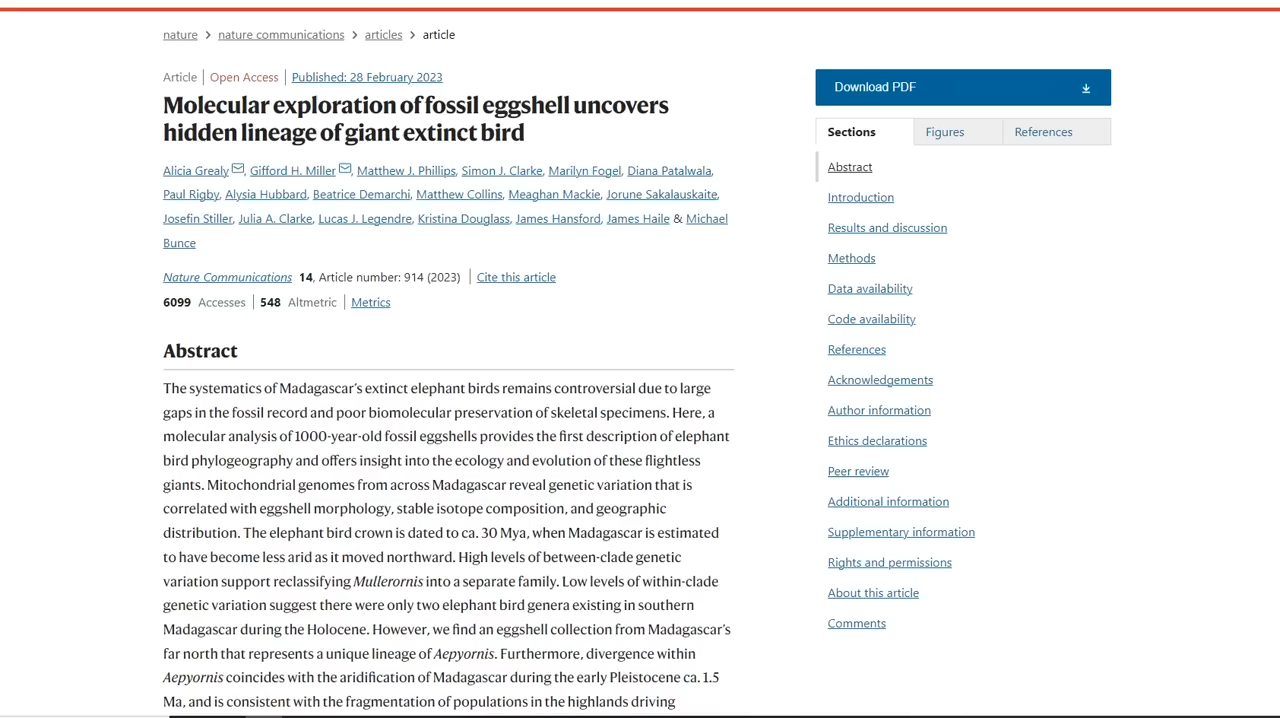 nature > nature communications > articles > article
Article | Open Access | Published: 28 February 2023
Molecular exploration of fossil eggshell uncovers
hidden lineage of giant extinct bird
Alicia Grealy, Gifford H. Miller, Matthew J. Phillips, Simon J. Clarke, Marilyn Fogel, Diana Patalwala,
Paul Rigby, Alysia Hubbard, Beatrice Demarchi, Matthew Collins, Meaghan Mackie, Jorune Sakalauskaite,
Josefin Stiller, Julia A. Clarke, Lucas J. Legendre, Kristina Douglass, James Hansford, James Haile & Michael
Bunce
Nature Communications 14, Article number: 914 (2023) | Cite this article
6099 Accesses | 548 Altmetric | Metrics
Abstract
The systematics of Madagascar's extinct elephant birds remains controversial due to large
gaps in the fossil record and poor biomolecular preservation of skeletal specimens. Here, a
molecular analysis of 1000-year-old fossil eggshells provides the first description of elephant
bird phylogeography and offers insight into the ecology and evolution of these flightless
giants. Mitochondrial genomes from across Madagascar reveal genetic variation that is
correlated with eggshell morphology, stable isotope composition, and geographic
distribution. The elephant bird crown is dated to ca. 30 Mya, when Madagascar is estimated
to have become less arid as it moved northward. High levels of between-clade genetic
variation support reclassifying Mullerornis into a separate family. Low levels of within-clade
genetic variation suggest there were only two elephant bird genera existing in southern
Madagascar during the Holocene. However, we find an eggshell collection from Madagascar's
far north that represents a unique lineage of Aepyornis. Furthermore, divergence within
Aepyornis coincides with the aridification of Madagascar during the early Pleistocene ca. 1.5
Ma, and is consistent with the fragmentation of populations in the highlands driving
Download PDF
Sections
Figures
References
Abstract
Introduction
Results and discussion
Methods
Data availability
Code availability
References
Acknowledgements
Author information
Ethics declarations
Peer review
Additional information
Supplementary information
Rights and permissions
About this article
Comments